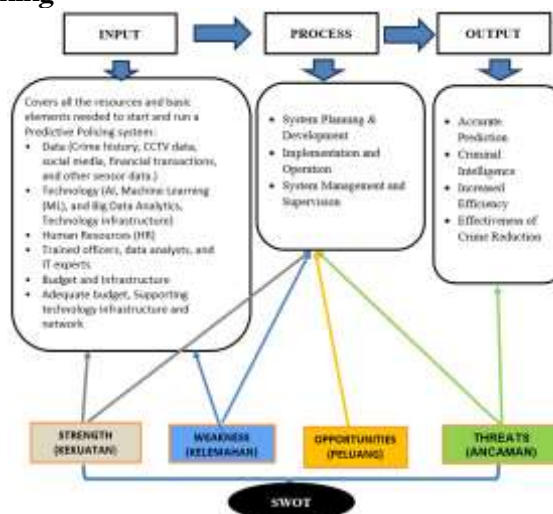 INPUT
PROCESS
OUTPUT
Covers all the resources and basic
elements needed to start and run a
Predictive Policing system:
• Data (Crime history, CCTV data,
social media, financial transactions,
and other sensor data.)
• Technology (AI, Machine Learning
(ML), and Big Data Analytics,
Technology infrastructure)
• Human Resources (HR)
• Trained officers, data analysts, and
IT experts
• Budget and Infrastructure
• Adequate budget, Supporting
technology infrastructure and
network
• System Planning &
Development
• Implementation and
Operation
• System Management and
Supervision
• Accurate
Prediction
• Criminal
Intelligence
• Increased
Efficiency
• Effectiveness of
Crime Reduction
STRENGTH
(KEKUATAN)
WEAKNESS
(KELEMAHAN)
OPPORTUNITIES
(PELUANG)
THREATS
(ANCAMAN)
SWOT